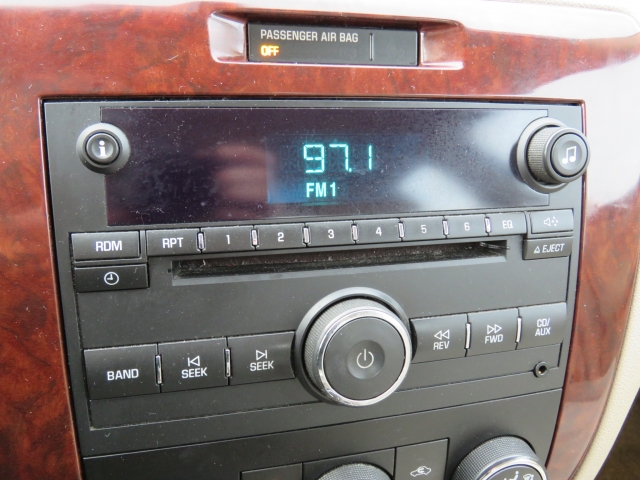 PASSENGER AIR BAG
OFF
i
97.1
FM1
RDM RPT 1 2 3 4 5 6 EQ
EJECT
BAND SEEK SEEK REV FWD CD/
AUX